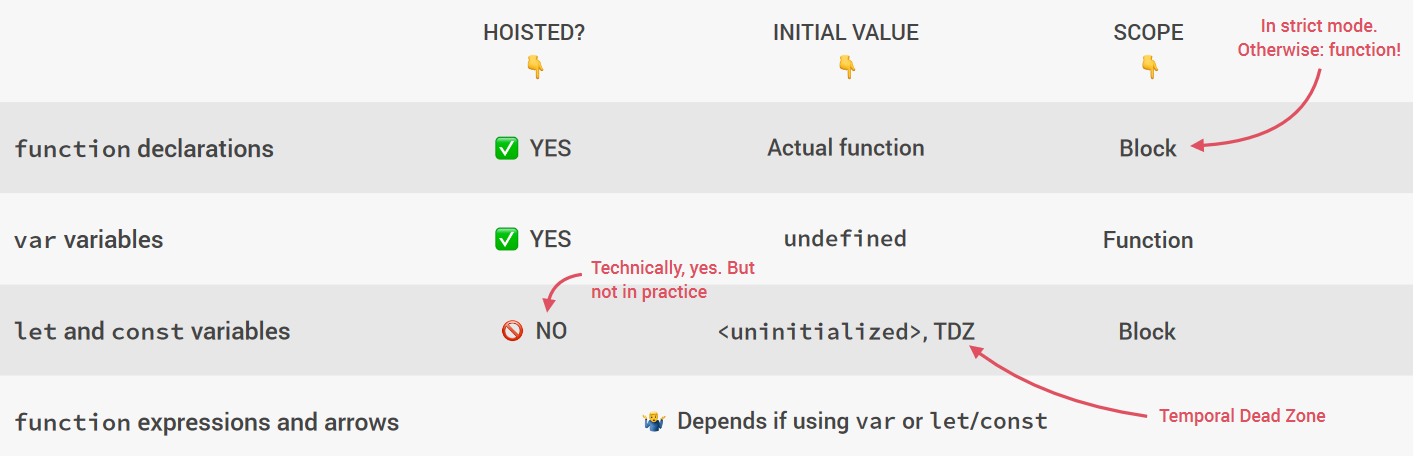 HOISTED? INITIAL VALUE SCOPE
In strict mode.
Otherwise: function!
function declarations YES Actual function Block
var variables YES undefined Function
Technically, yes. But
not in practice
let and const variables NO <uninitialized>, TDZ Block
function expressions and arrows Depends if using var or let/const
Temporal Dead Zone